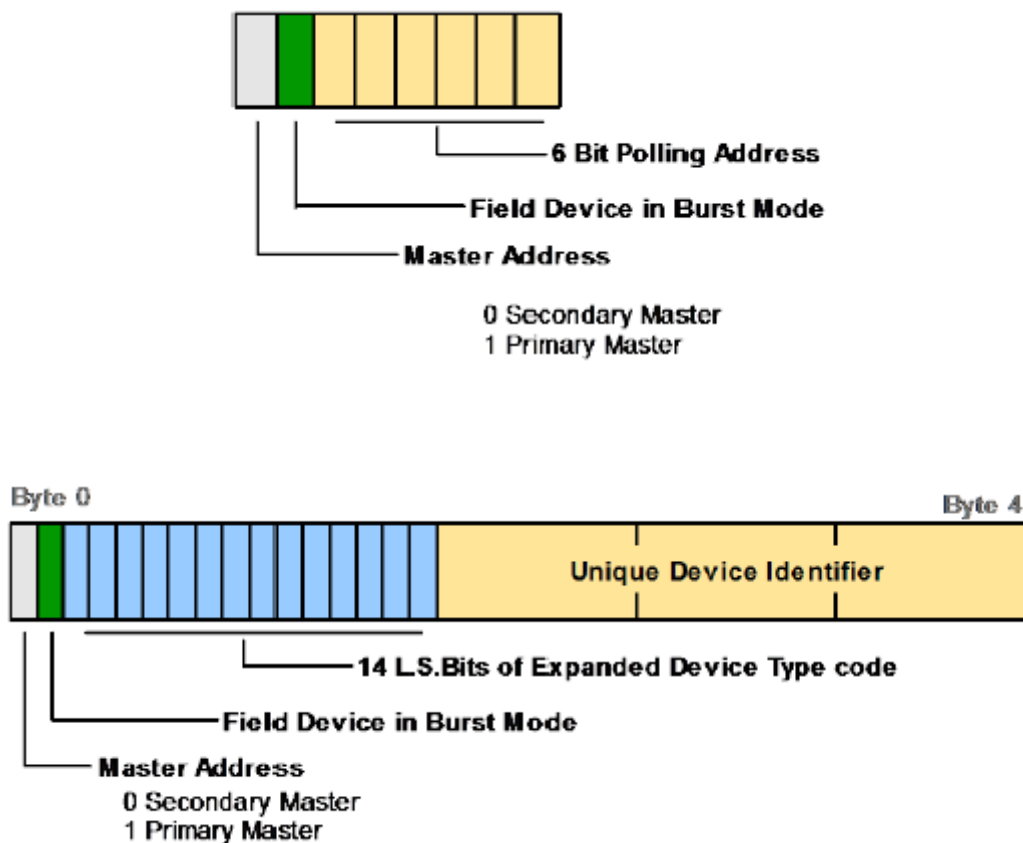 6 Bit Polling Address
Field Device in Burst Mode
Master Address
0 Secondary Master
1 Primary Master
Byte 0
Byte 4
Unique Device Identifier
14 L.S.Bits of Expanded Device Type code
Field Device in Burst Mode
Master Address
0 Secondary Master
1 Primary Master